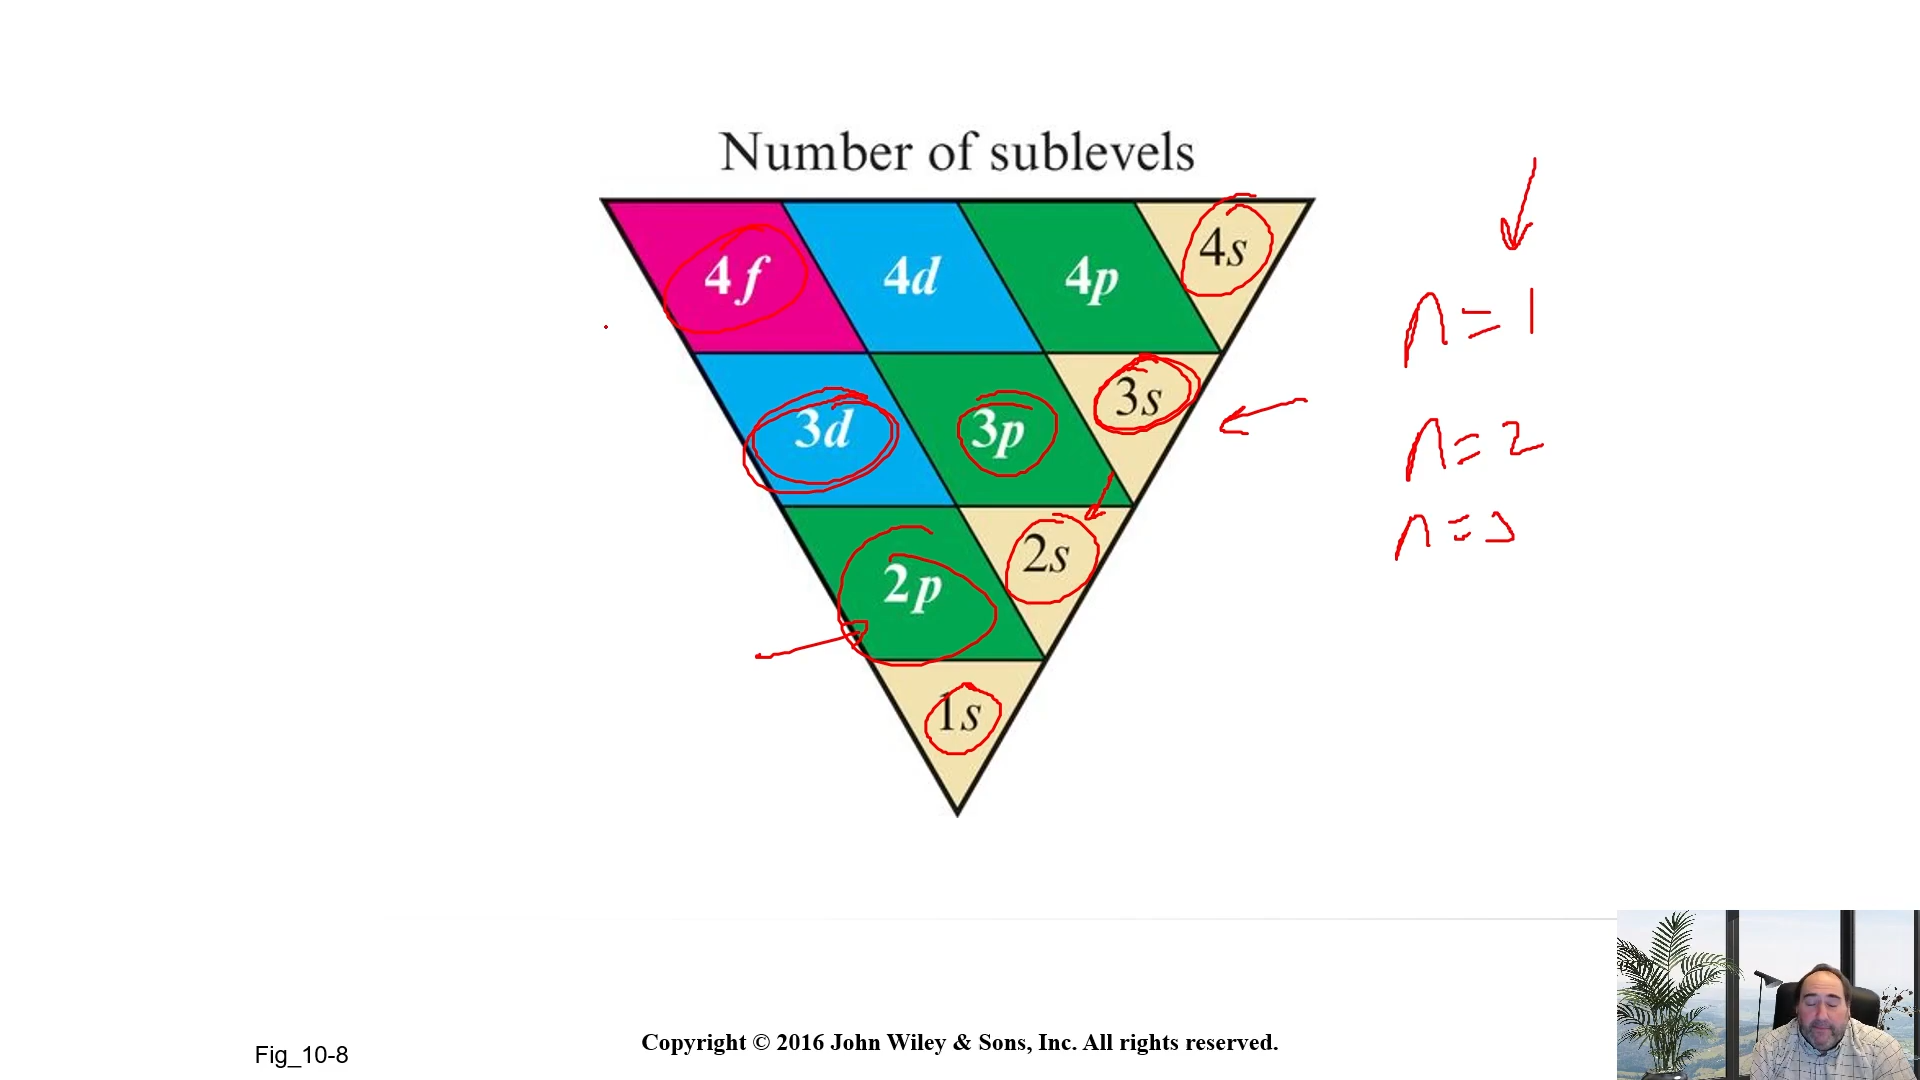 Number of sublevels
4f 4d 4p 4s
3d 3p 3s
2p 2s
1s
n=1
n=2
n=3
Fig_10-8
Copyright © 2016 John Wiley & Sons, Inc. All rights reserved.